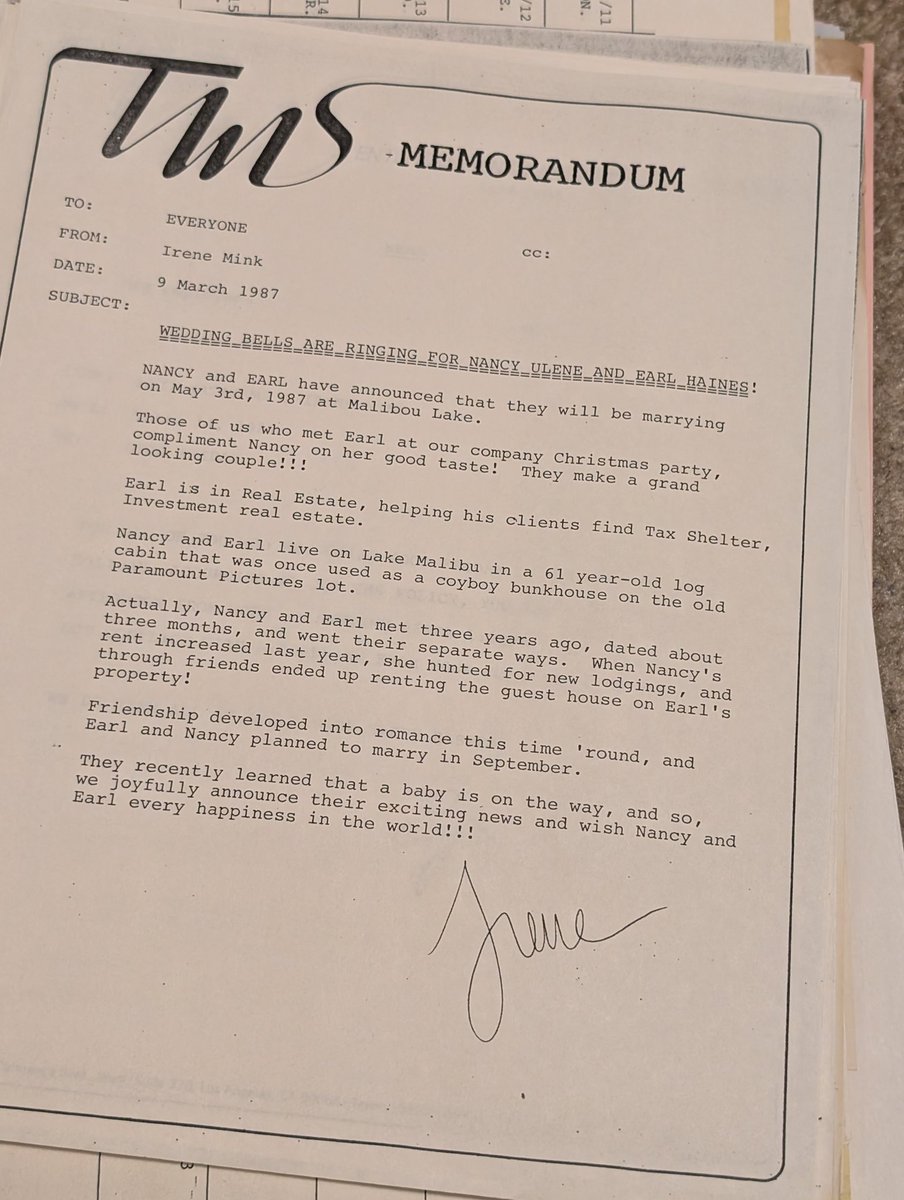 /11
N.
/12
E.
13
14
R.
15
TMS
MEMORANDUM
TO: EVERYONE
FROM: Irene Mink cc:
DATE: 9 March 1987
SUBJECT:
WEDDING BELLS ARE RINGING FOR NANCY ULENE AND EARL HAINES!
NANCY and EARL have announced that they will be marrying
on May 3rd, 1987 at Malibou Lake.
Those of us who met Earl at our company Christmas party,
compliment Nancy on her good taste! They make a grand
looking couple!!!
Earl is in Real Estate, helping his clients find Tax Shelter,
Investment real estate.
Nancy and Earl live on Lake Malibu in a 61 year-old log
cabin that was once used as a coyboy bunkhouse on the old
Paramount Pictures lot.
Actually, Nancy and Earl met three years ago, dated about
three months, and went their separate ways. When Nancy's
rent increased last year, she hunted for new lodgings, and
through friends ended up renting the guest house on Earl's
property!
Friendship developed into romance this time 'round, and
Earl and Nancy planned to marry in September.
They recently learned that a baby is on the way, and so,
we joyfully announce their exciting news and wish Nancy and
Earl every happiness in the world!!!
Irene